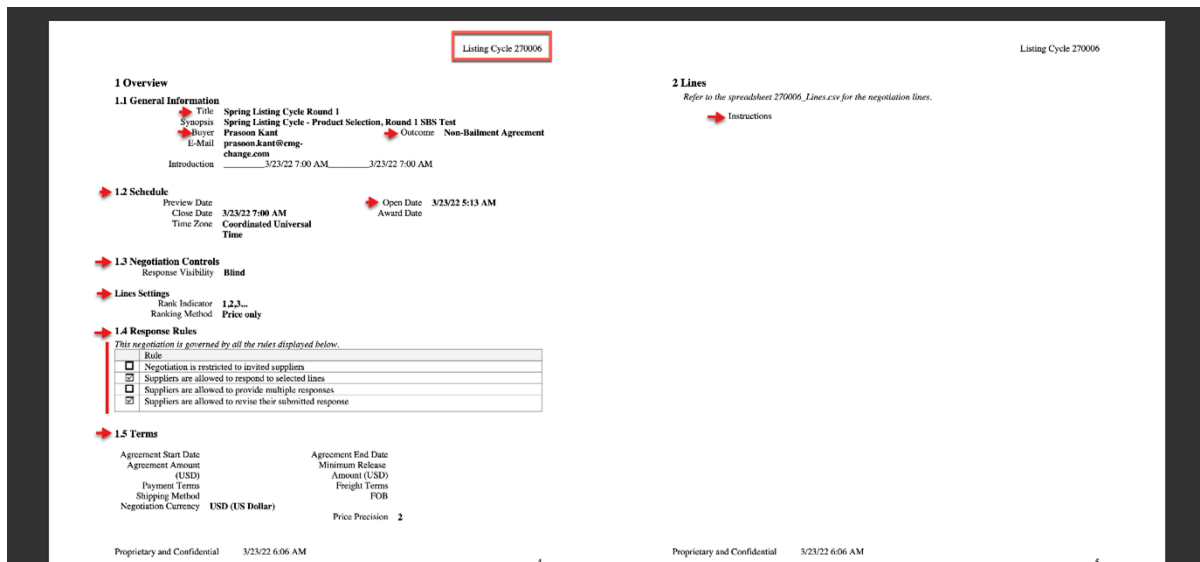 Listing Cycle 270006
1 Overview
1.1 General Information
Title Spring Listing Cycle Round 1
Synopsis Spring Listing Cycle - Product Selection, Round 1 SBS Test
Buyer Prasoon Kant Outcome Non-Bailment Agreement
E-Mail prasoon.kant@cmg-
change.com
Introduction ________3/23/22 7:00 AM________3/23/22 7:00 AM
1.2 Schedule
Preview Date Open Date 3/23/22 5:13 AM
Close Date 3/23/22 7:00 AM Award Date
Time Zone Coordinated Universal
Time
1.3 Negotiation Controls
Response Visibility Blind
Lines Settings
Rank Indicator 1,2,3...
Ranking Method Price only
1.4 Response Rules
This negotiation is governed by all the rules displayed below.
Rule
Negotiation is restricted to invited suppliers
Suppliers are allowed to respond to selected lines
Suppliers are allowed to provide multiple responses
Suppliers are allowed to revise their submitted response
1.5 Terms
Agreement Start Date Agreement End Date
Agreement Amount Minimum Release
(USD) Amount (USD)
Payment Terms Freight Terms
Shipping Method FOB
Negotiation Currency USD (US Dollar)
Price Precision 2
Proprietary and Confidential 3/23/22 6:06 AM
Listing Cycle 270006
2 Lines
Refer to the spreadsheet 270006_Lines.csv for the negotiation lines.
Instructions
Proprietary and Confidential 3/23/22 6:06 AM